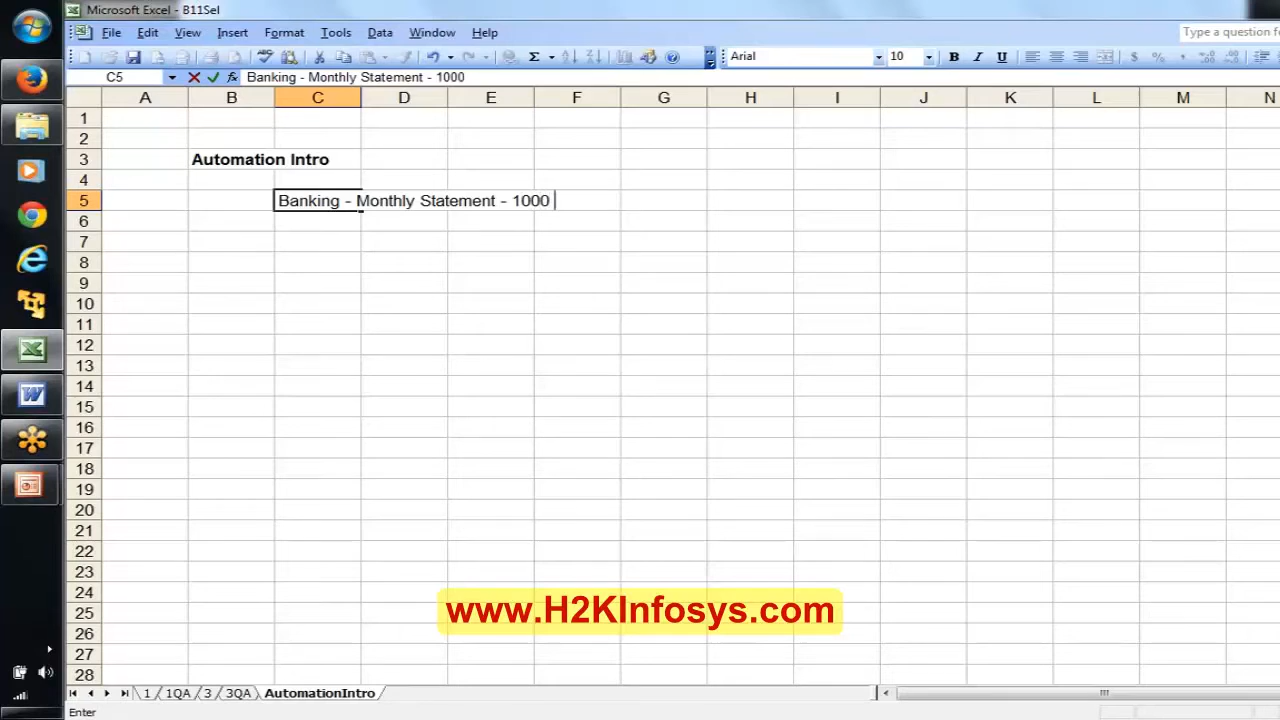 Microsoft Excel - B11Sel
File Edit View Insert Format Tools Data Window Help
Type a question f
Arial 10 B I U $ %
C5 fx Banking - Monthly Statement - 1000
A B C D E F G H I J K L M N
1
2
3 Automation Intro
4
5 Banking - Monthly Statement - 1000
6
7
8
9
10
11
12
13
14
15
16
17
18
19
20
21
22
23
24
25
26
27
28
www.H2KInfosys.com
1 1QA 3 3QA AutomationIntro
Enter